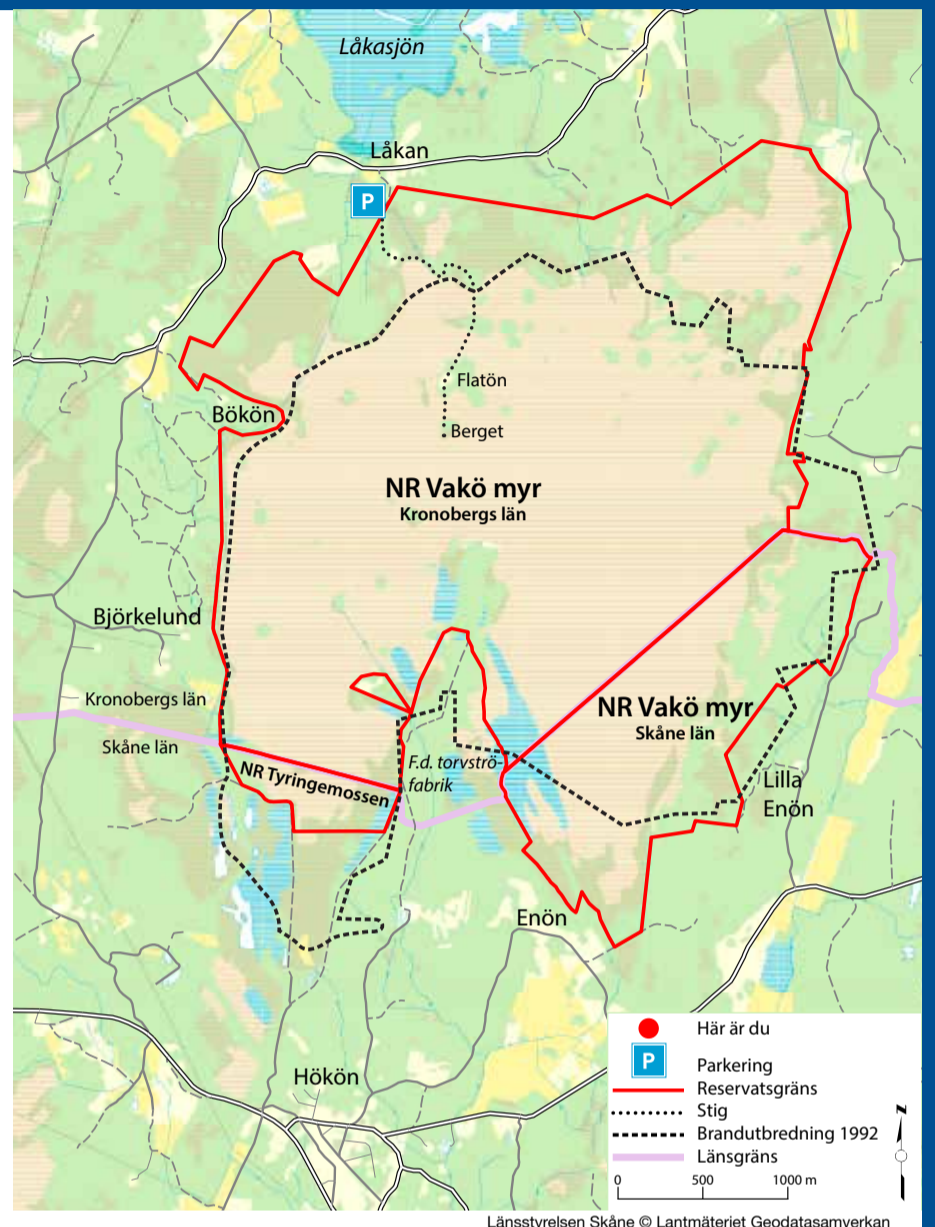 Låkasjön
Låkan
P
Flatön
Bökön
Berget
NR Vakö myr
Kronobergs län
Björkelund
Kronobergs län
NR Vakö myr
Skåne län
Skåne län
NR Tyringemossen
F.d. torvströ-
fabrik
Lilla
Enön
Enön
Hökön
Här är du
P
Parkering
Reservatsgräns
Stig
Brandutbredning 1992
Länsgräns
N
0 500 1000 m
Länsstyrelsen Skåne © Lantmäteriet Geodatasamverkan